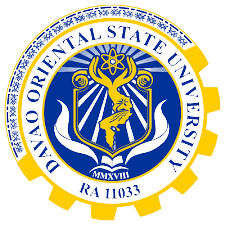 DAVAO ORIENTAL STATE UNIVERSITY
MMXVIII
RA 11033